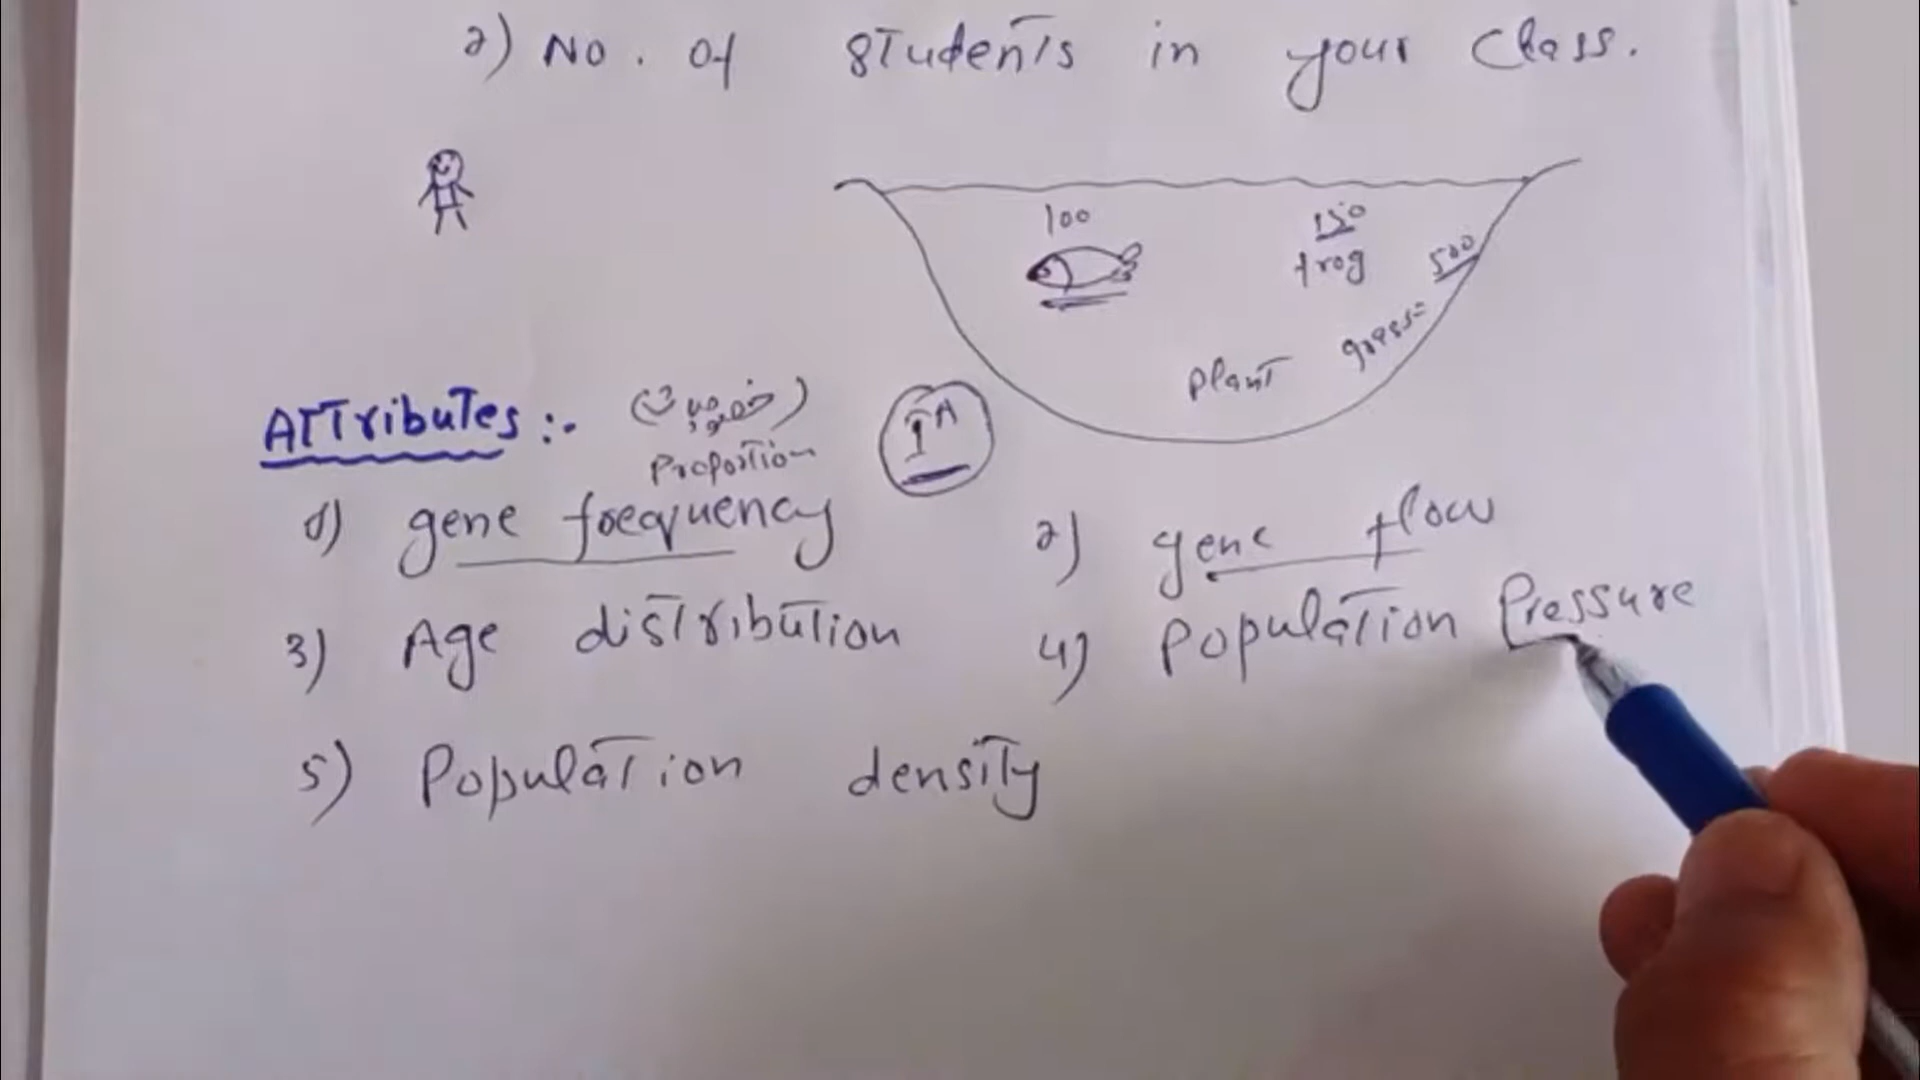 2) No. of students in your class.
100
150
frog
500
grass=
plant
Attributes :- (خصوصیت)
Proportion
I^A
1) gene frequency
2) gene flow
3) Age distribution
4) Population Pressure
5) Population density